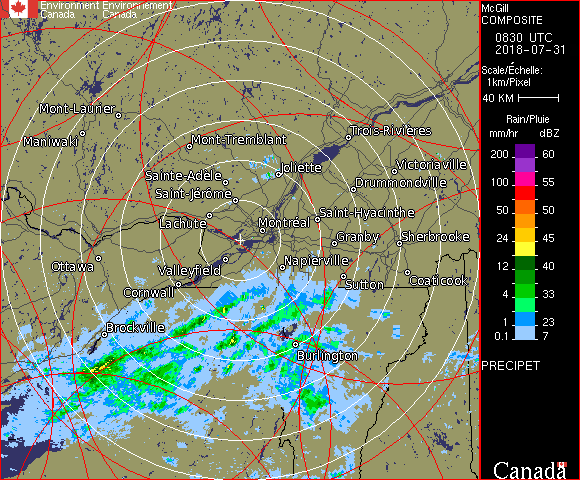 Environment Environnement
Canada Canada
McGill
COMPOSITE
0830 UTC
2018-07-31
Scale/Échelle:
1km/Pixel
40 KM
Rain/Pluie
mm/hr dBZ
200 60
100 55
50 50
24 45
12 40
4 33
1 23
0.1 7
PRECIPET
Canada
Mont-Laurier
Maniwaki
Mont-Tremblant
Trois-Rivières
Sainte-Adèle
Joliette
Victoriaville
Saint-Jérôme
Drummondville
Lachute
Montréal
Saint-Hyacinthe
Granby
Sherbrooke
Ottawa
Valleyfield
Napierville
Cornwall
Sutton
Coaticook
Brockville
Burlington